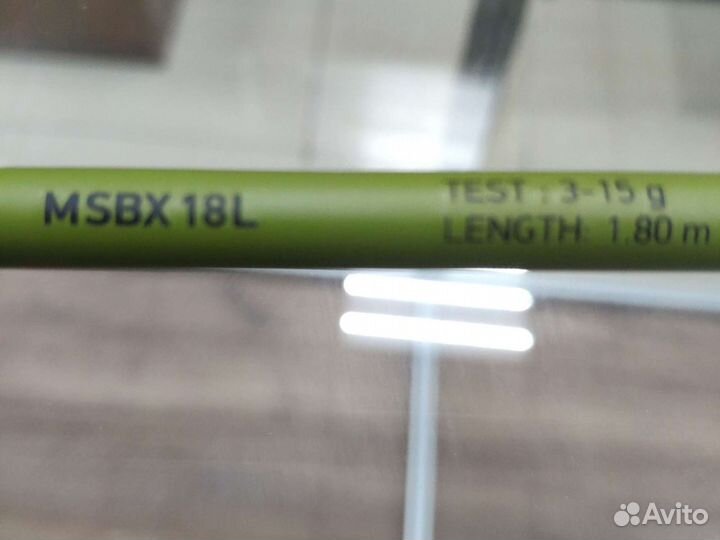 MSBX 18L
TEST : 3-15 g
LENGTH: 1.80 m
Avito